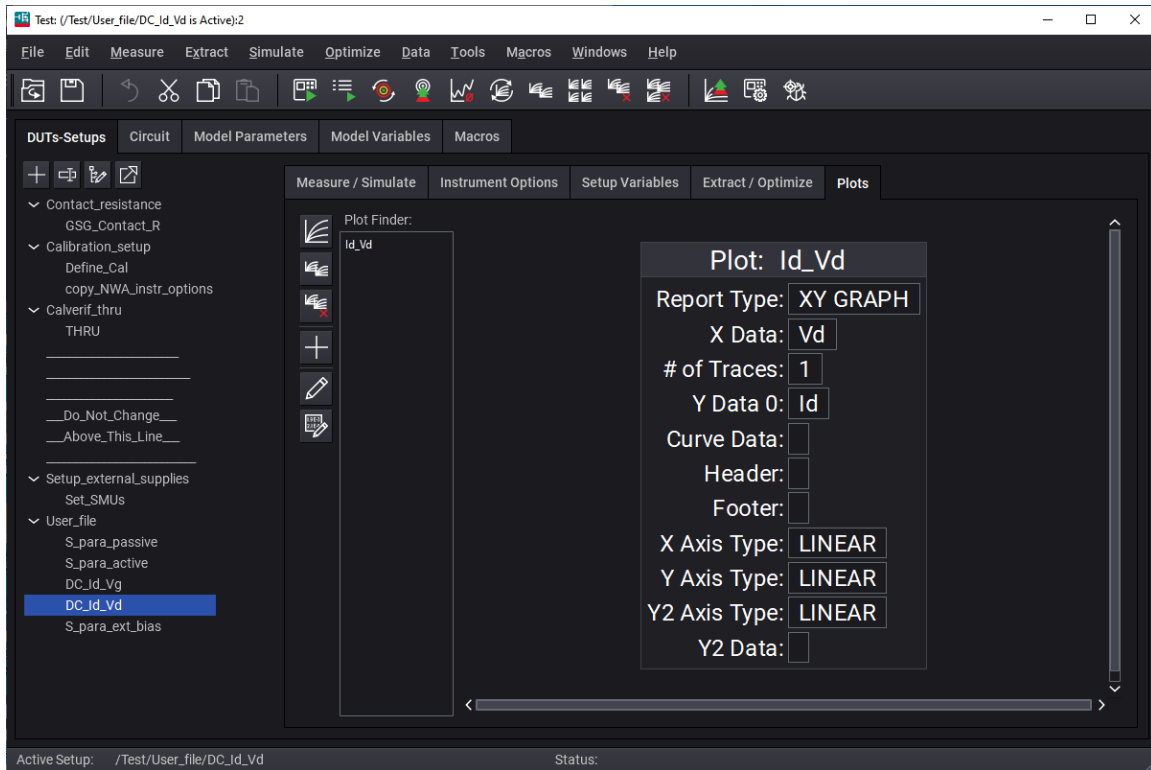 Test: (/Test/User_file/DC_Id_Vd is Active):2
File Edit Measure Extract Simulate Optimize Data Tools Macros Windows Help
DUTs-Setups Circuit Model Parameters Model Variables Macros
Measure / Simulate Instrument Options Setup Variables Extract / Optimize Plots
Contact_resistance
GSG_Contact_R
Calibration_setup
Define_Cal
copy_NWA_instr_options
Calverif_thru
THRU
___Do_Not_Change___
___Above_This_Line___
Setup_external_supplies
Set_SMUs
User_file
S_para_passive
S_para_active
DC_Id_Vg
DC_Id_Vd
S_para_ext_bias
Plot Finder:
Id_Vd
Plot: Id_Vd
Report Type: XY GRAPH
X Data: Vd
# of Traces: 1
Y Data 0: Id
Curve Data:
Header:
Footer:
X Axis Type: LINEAR
Y Axis Type: LINEAR
Y2 Axis Type: LINEAR
Y2 Data:
Active Setup: /Test/User_file/DC_Id_Vd Status: